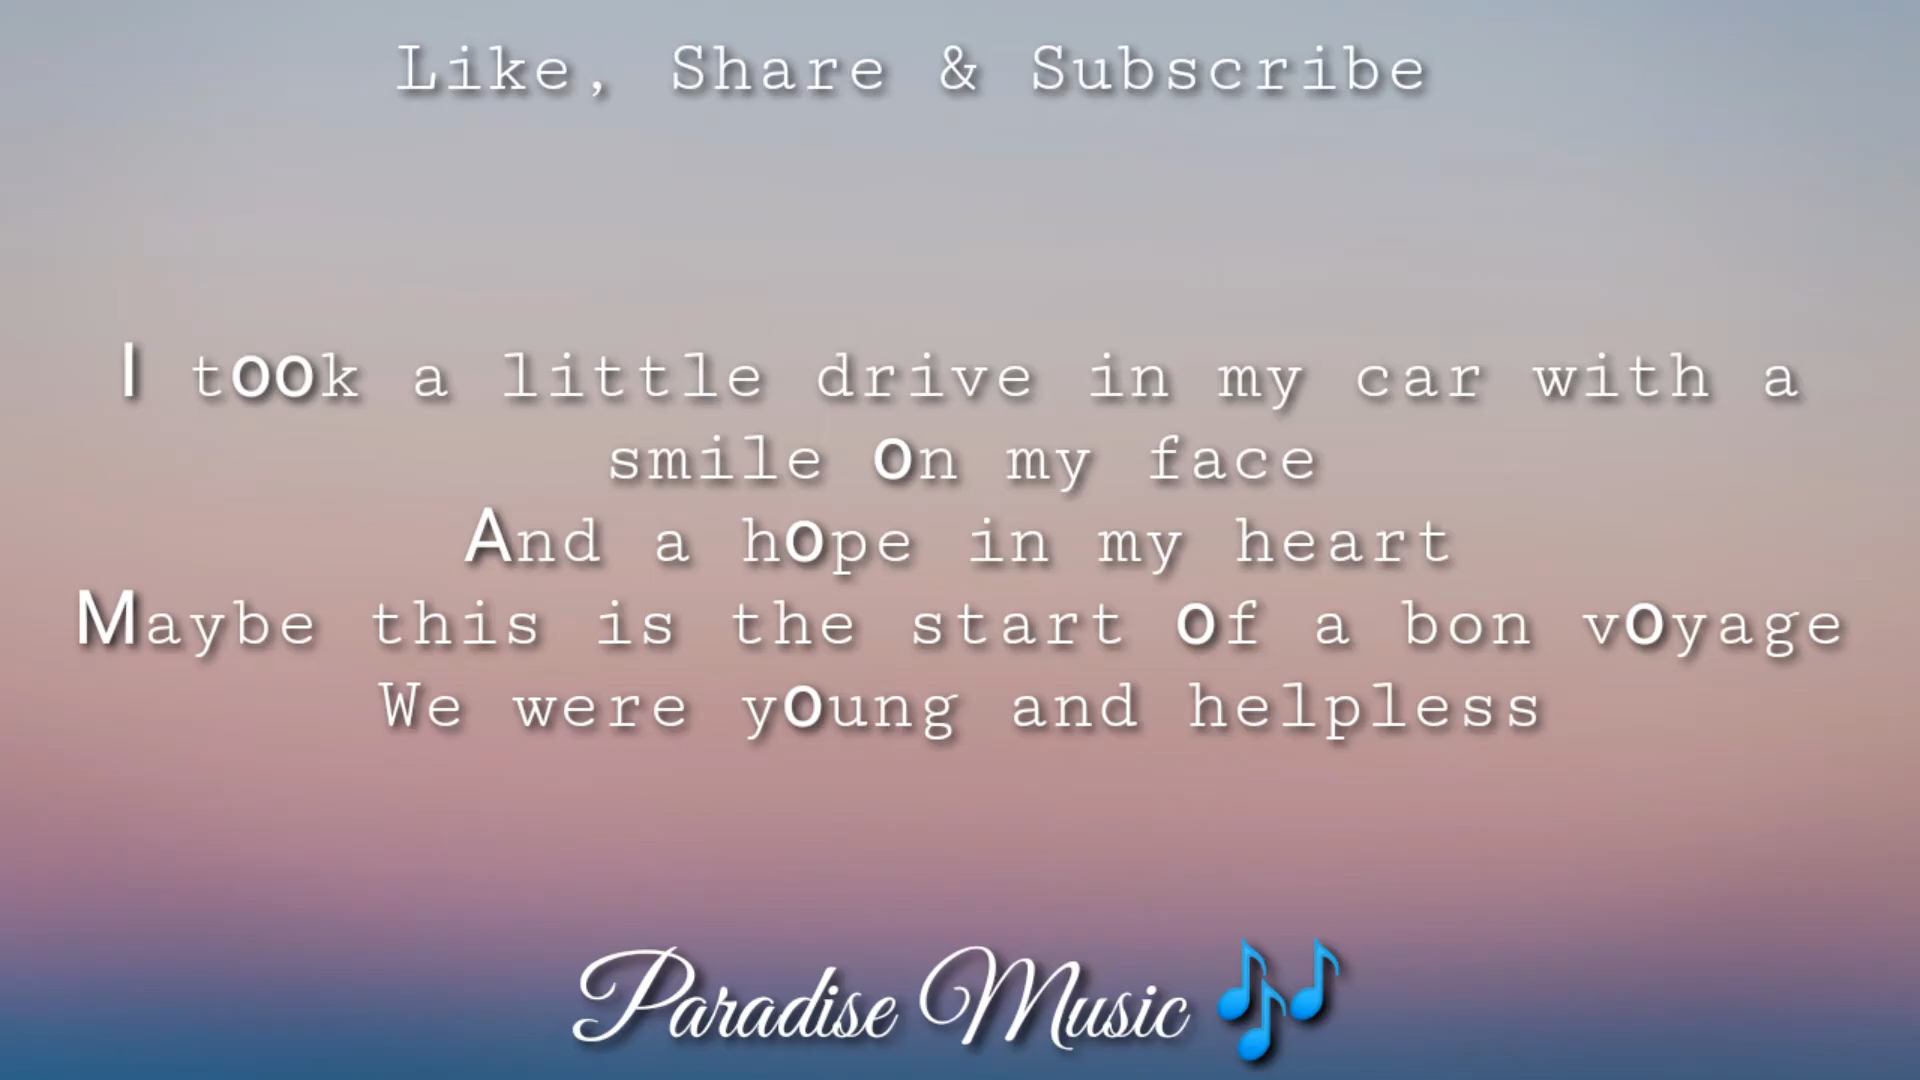 Like, Share & Subscribe
I took a little drive in my car with a
smile on my face
And a hope in my heart
Maybe this is the start of a bon voyage
We were young and helpless
Paradise Music 🎶